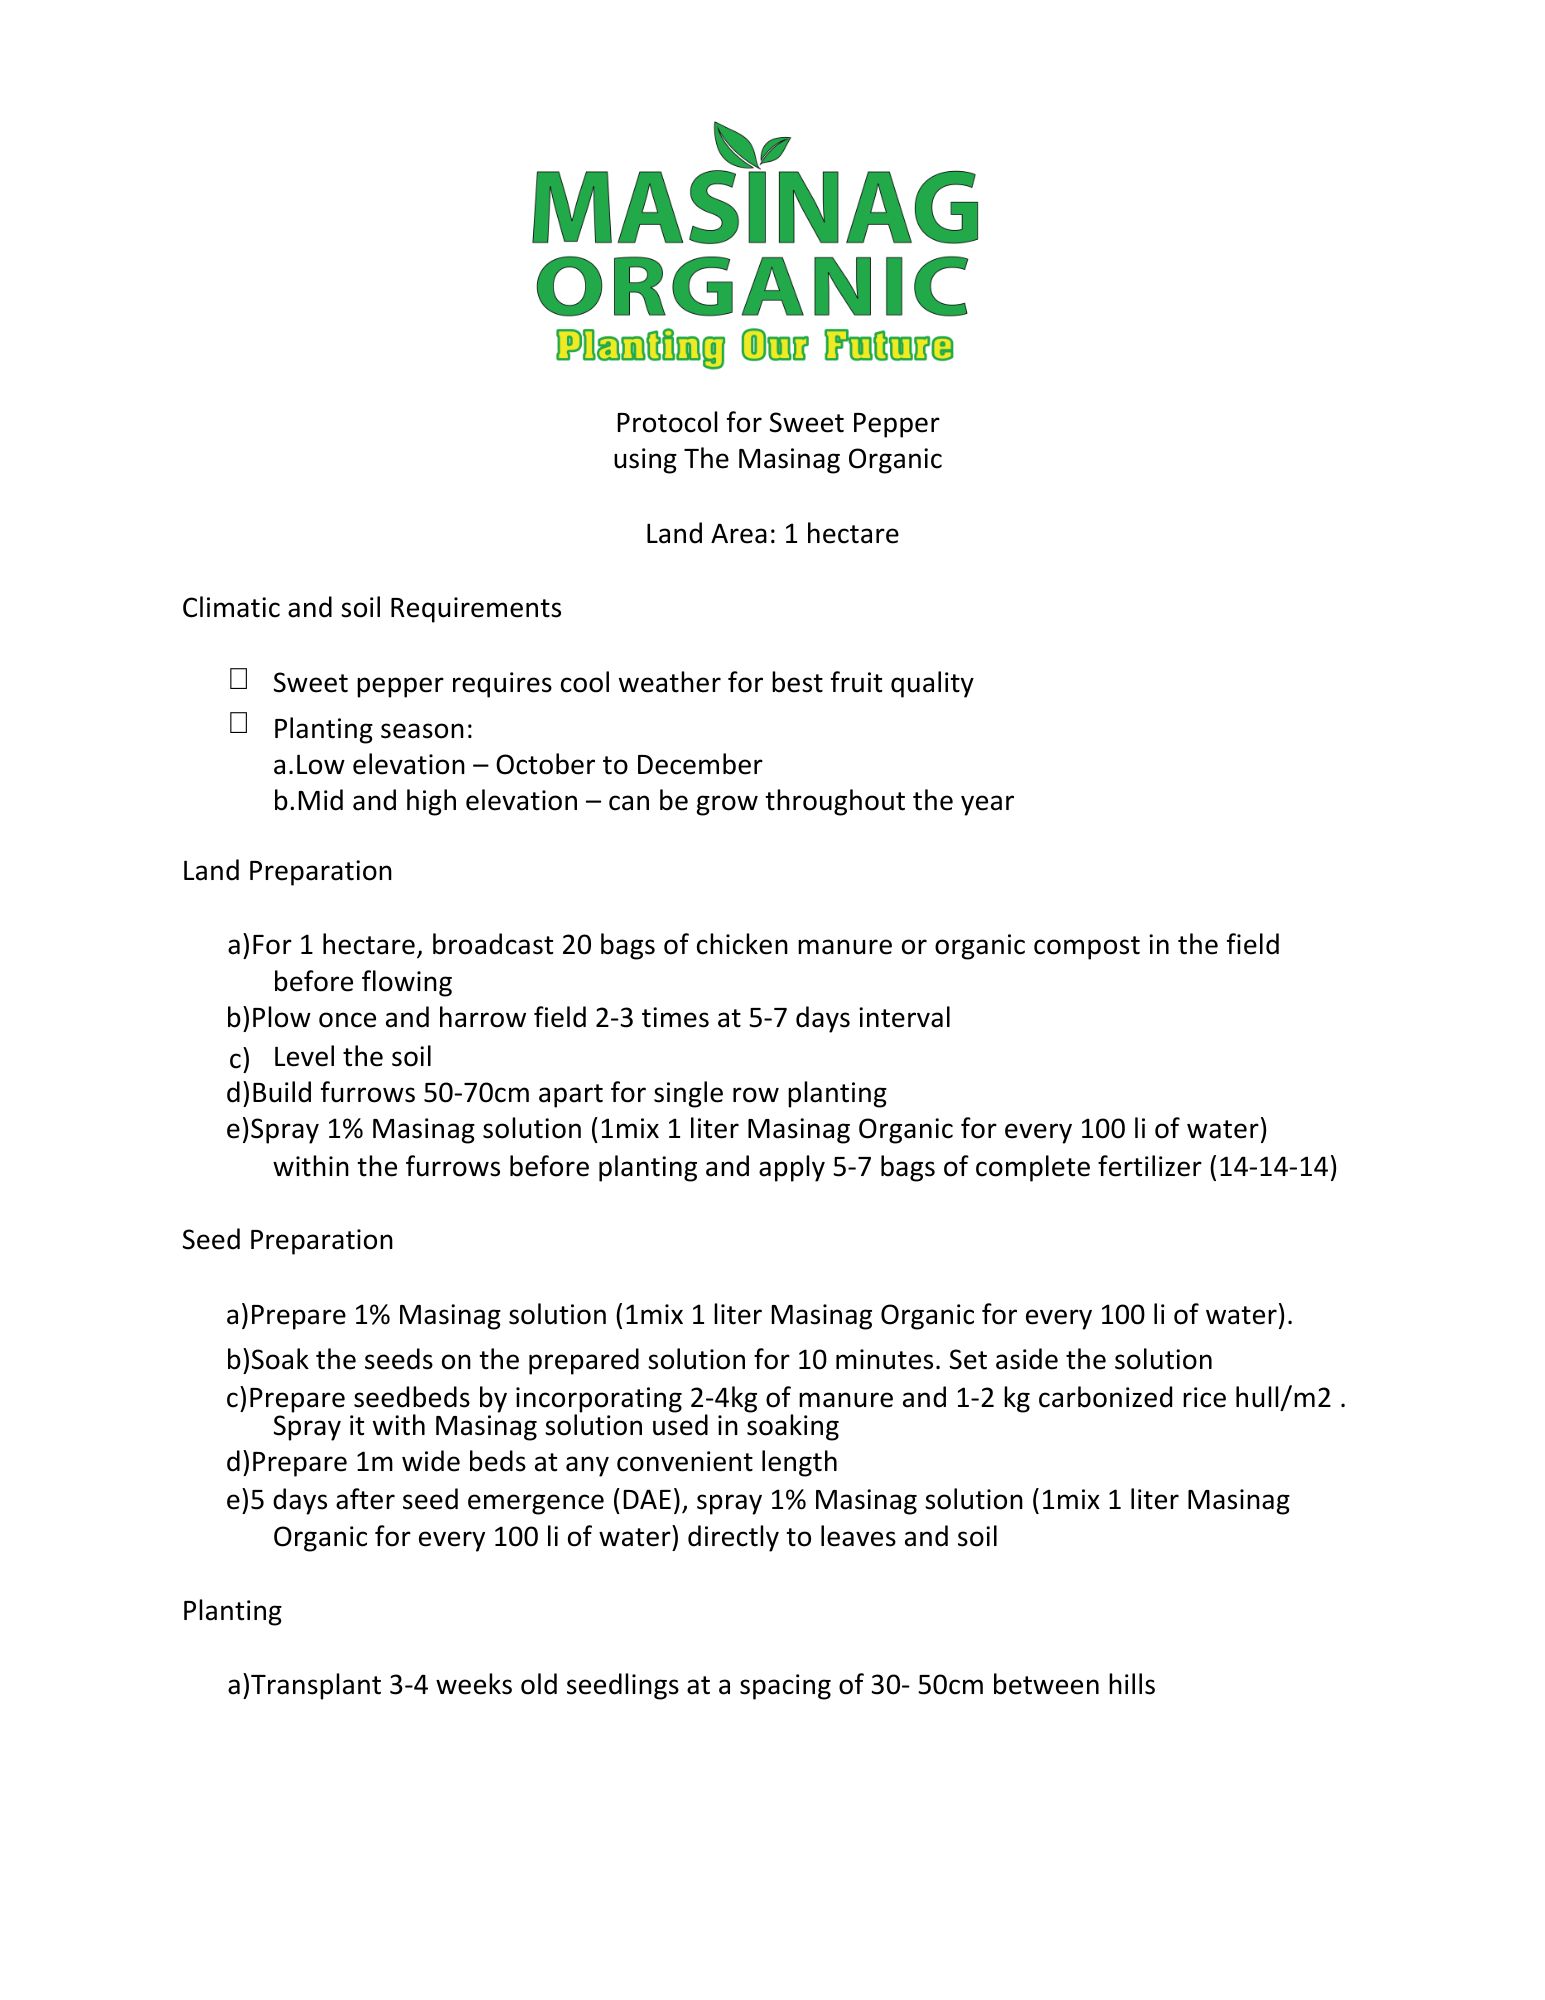 MASINAG
ORGANIC
Planting Our Future
Protocol for Sweet Pepper
using The Masinag Organic
Land Area: 1 hectare
Climatic and soil Requirements
Sweet pepper requires cool weather for best fruit quality
Planting season:
a.Low elevation – October to December
b.Mid and high elevation – can be grow throughout the year
Land Preparation
a)For 1 hectare, broadcast 20 bags of chicken manure or organic compost in the field
before flowing
b)Plow once and harrow field 2-3 times at 5-7 days interval
c) Level the soil
d)Build furrows 50-70cm apart for single row planting
e)Spray 1% Masinag solution (1mix 1 liter Masinag Organic for every 100 li of water)
within the furrows before planting and apply 5-7 bags of complete fertilizer (14-14-14)
Seed Preparation
a)Prepare 1% Masinag solution (1mix 1 liter Masinag Organic for every 100 li of water).
b)Soak the seeds on the prepared solution for 10 minutes. Set aside the solution
c)Prepare seedbeds by incorporating 2-4kg of manure and 1-2 kg carbonized rice hull/m2 .
Spray it with Masinag solution used in soaking
d)Prepare 1m wide beds at any convenient length
e)5 days after seed emergence (DAE), spray 1% Masinag solution (1mix 1 liter Masinag
Organic for every 100 li of water) directly to leaves and soil
Planting
a)Transplant 3-4 weeks old seedlings at a spacing of 30- 50cm between hills